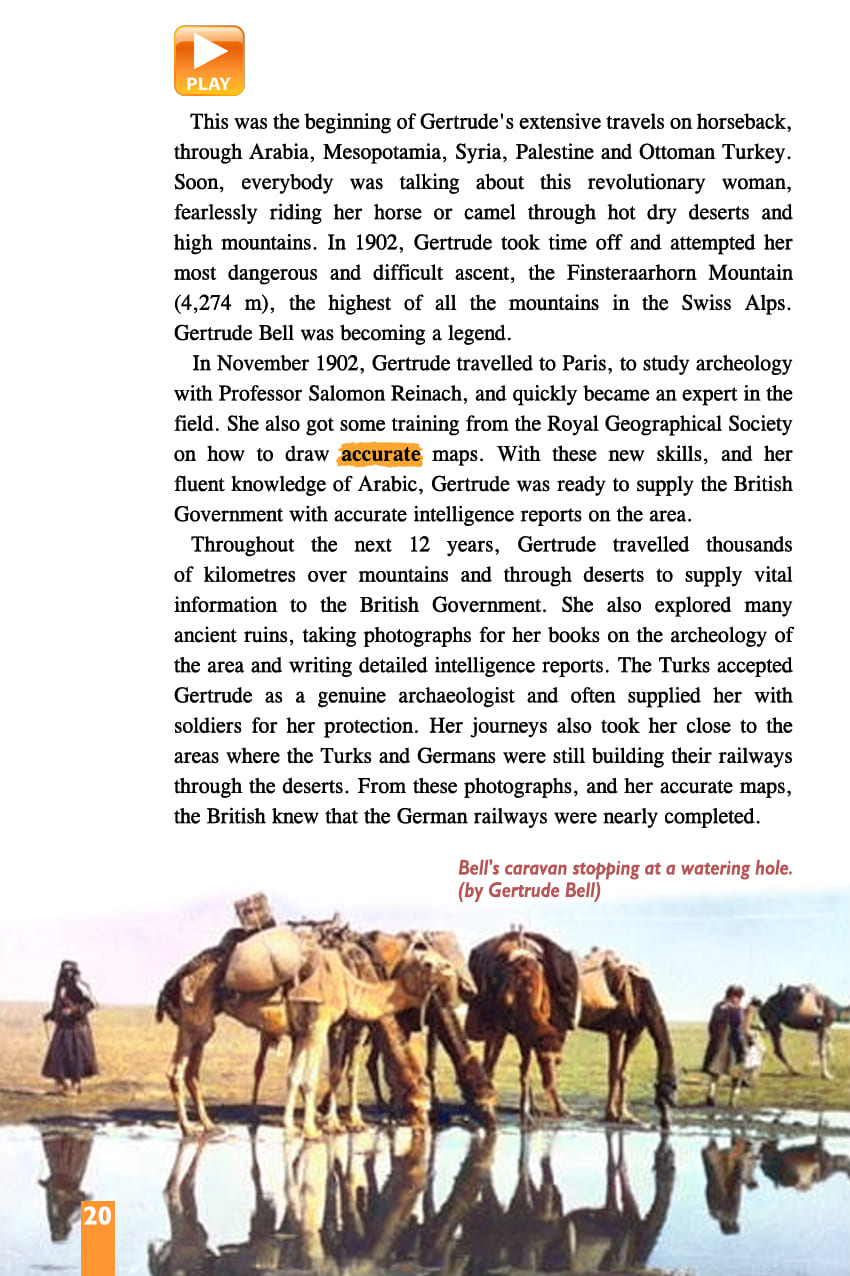 PLAY
This was the beginning of Gertrude's extensive travels on horseback,
through Arabia, Mesopotamia, Syria, Palestine and Ottoman Turkey.
Soon, everybody was talking about this revolutionary woman,
fearlessly riding her horse or camel through hot dry deserts and
high mountains. In 1902, Gertrude took time off and attempted her
most dangerous and difficult ascent, the Finsteraarhorn Mountain
(4,274 m), the highest of all the mountains in the Swiss Alps.
Gertrude Bell was becoming a legend.
In November 1902, Gertrude travelled to Paris, to study archeology
with Professor Salomon Reinach, and quickly became an expert in the
field. She also got some training from the Royal Geographical Society
on how to draw accurate maps. With these new skills, and her
fluent knowledge of Arabic, Gertrude was ready to supply the British
Government with accurate intelligence reports on the area.
Throughout the next 12 years, Gertrude travelled thousands
of kilometres over mountains and through deserts to supply vital
information to the British Government. She also explored many
ancient ruins, taking photographs for her books on the archeology of
the area and writing detailed intelligence reports. The Turks accepted
Gertrude as a genuine archaeologist and often supplied her with
soldiers for her protection. Her journeys also took her close to the
areas where the Turks and Germans were still building their railways
through the deserts. From these photographs, and her accurate maps,
the British knew that the German railways were nearly completed.
Bell's caravan stopping at a watering hole.
(by Gertrude Bell)
20